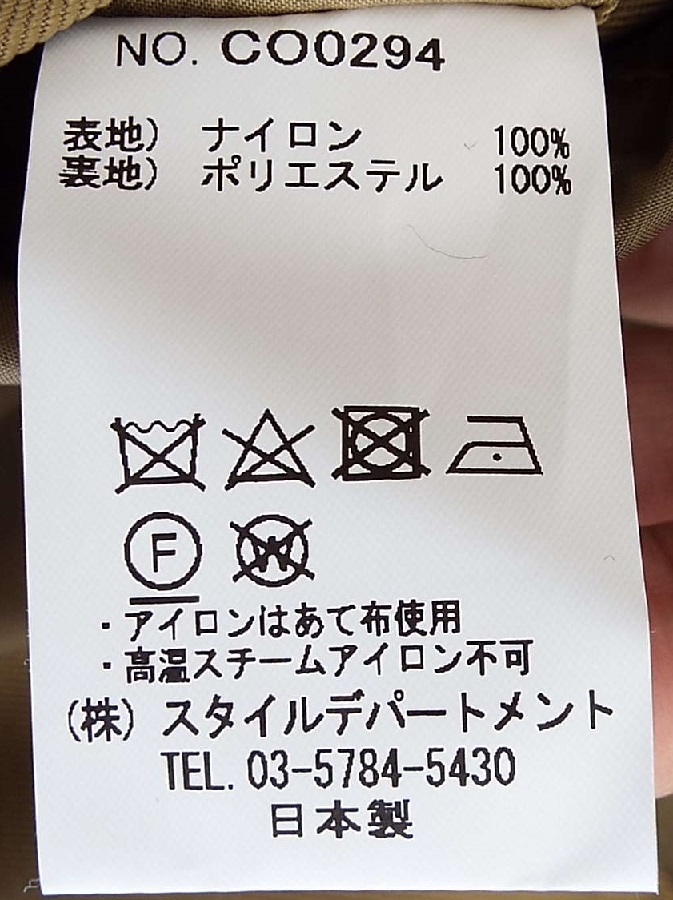 NO. CO0294
表地) ナイロン 100%
裏地) ポリエステル 100%
F W
・アイロンはあて布使用
・高温スチームアイロン不可
(株) スタイルデパートメント
TEL. 03-5784-5430
日本製